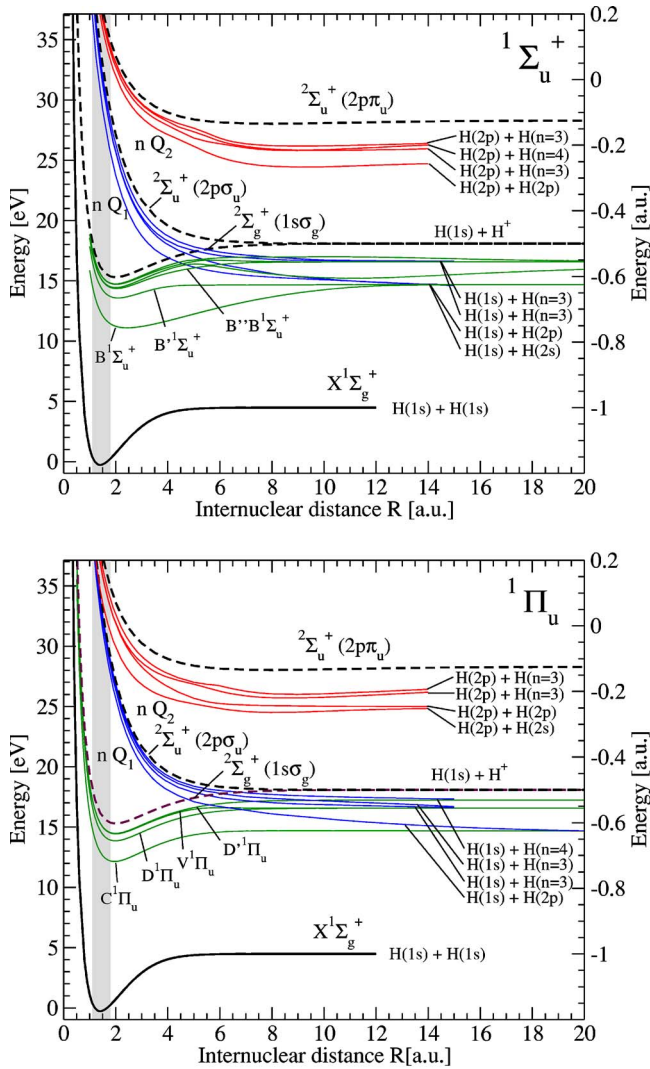 ¹Σᵤ⁺
Energy [eV]
35
30
25
20
15
10
5
0
0.2
0
-0.2
-0.4
-0.6
-0.8
-1
Energy [a.u.]
²Σᵤ⁺ (2pπᵤ)
n Q₂
²Σᵤ⁺ (2pσᵤ)
n Q₁
²Σg⁺ (1sσg)
H(2p) + H(n=3)
H(2p) + H(n=4)
H(2p) + H(n=3)
H(2p) + H(2p)
H(1s) + H⁺
H(1s) + H(n=3)
H(1s) + H(n=3)
H(1s) + H(2p)
H(1s) + H(2s)
B''B¹Σᵤ⁺
B'¹Σᵤ⁺
B¹Σᵤ⁺
X¹Σg⁺
H(1s) + H(1s)
0 2 4 6 8 10 12 14 16 18 20
Internuclear distance R [a.u.]
¹Πᵤ
Energy [eV]
35
30
25
20
15
10
5
0
0.2
0
-0.2
-0.4
-0.6
-0.8
-1
Energy [a.u.]
²Σᵤ⁺ (2pπᵤ)
n Q₂
²Σᵤ⁺ (2pσᵤ)
n Q₁
²Σg⁺ (1sσg)
H(2p) + H(n=3)
H(2p) + H(n=3)
H(2p) + H(2p)
H(2p) + H(2s)
H(1s) + H⁺
H(1s) + H(n=4)
H(1s) + H(n=3)
H(1s) + H(n=3)
H(1s) + H(2p)
D'¹Πᵤ
V¹Πᵤ
D¹Πᵤ
C¹Πᵤ
X¹Σg⁺
H(1s) + H(1s)
0 2 4 6 8 10 12 14 16 18 20
Internuclear distance R[a.u.]